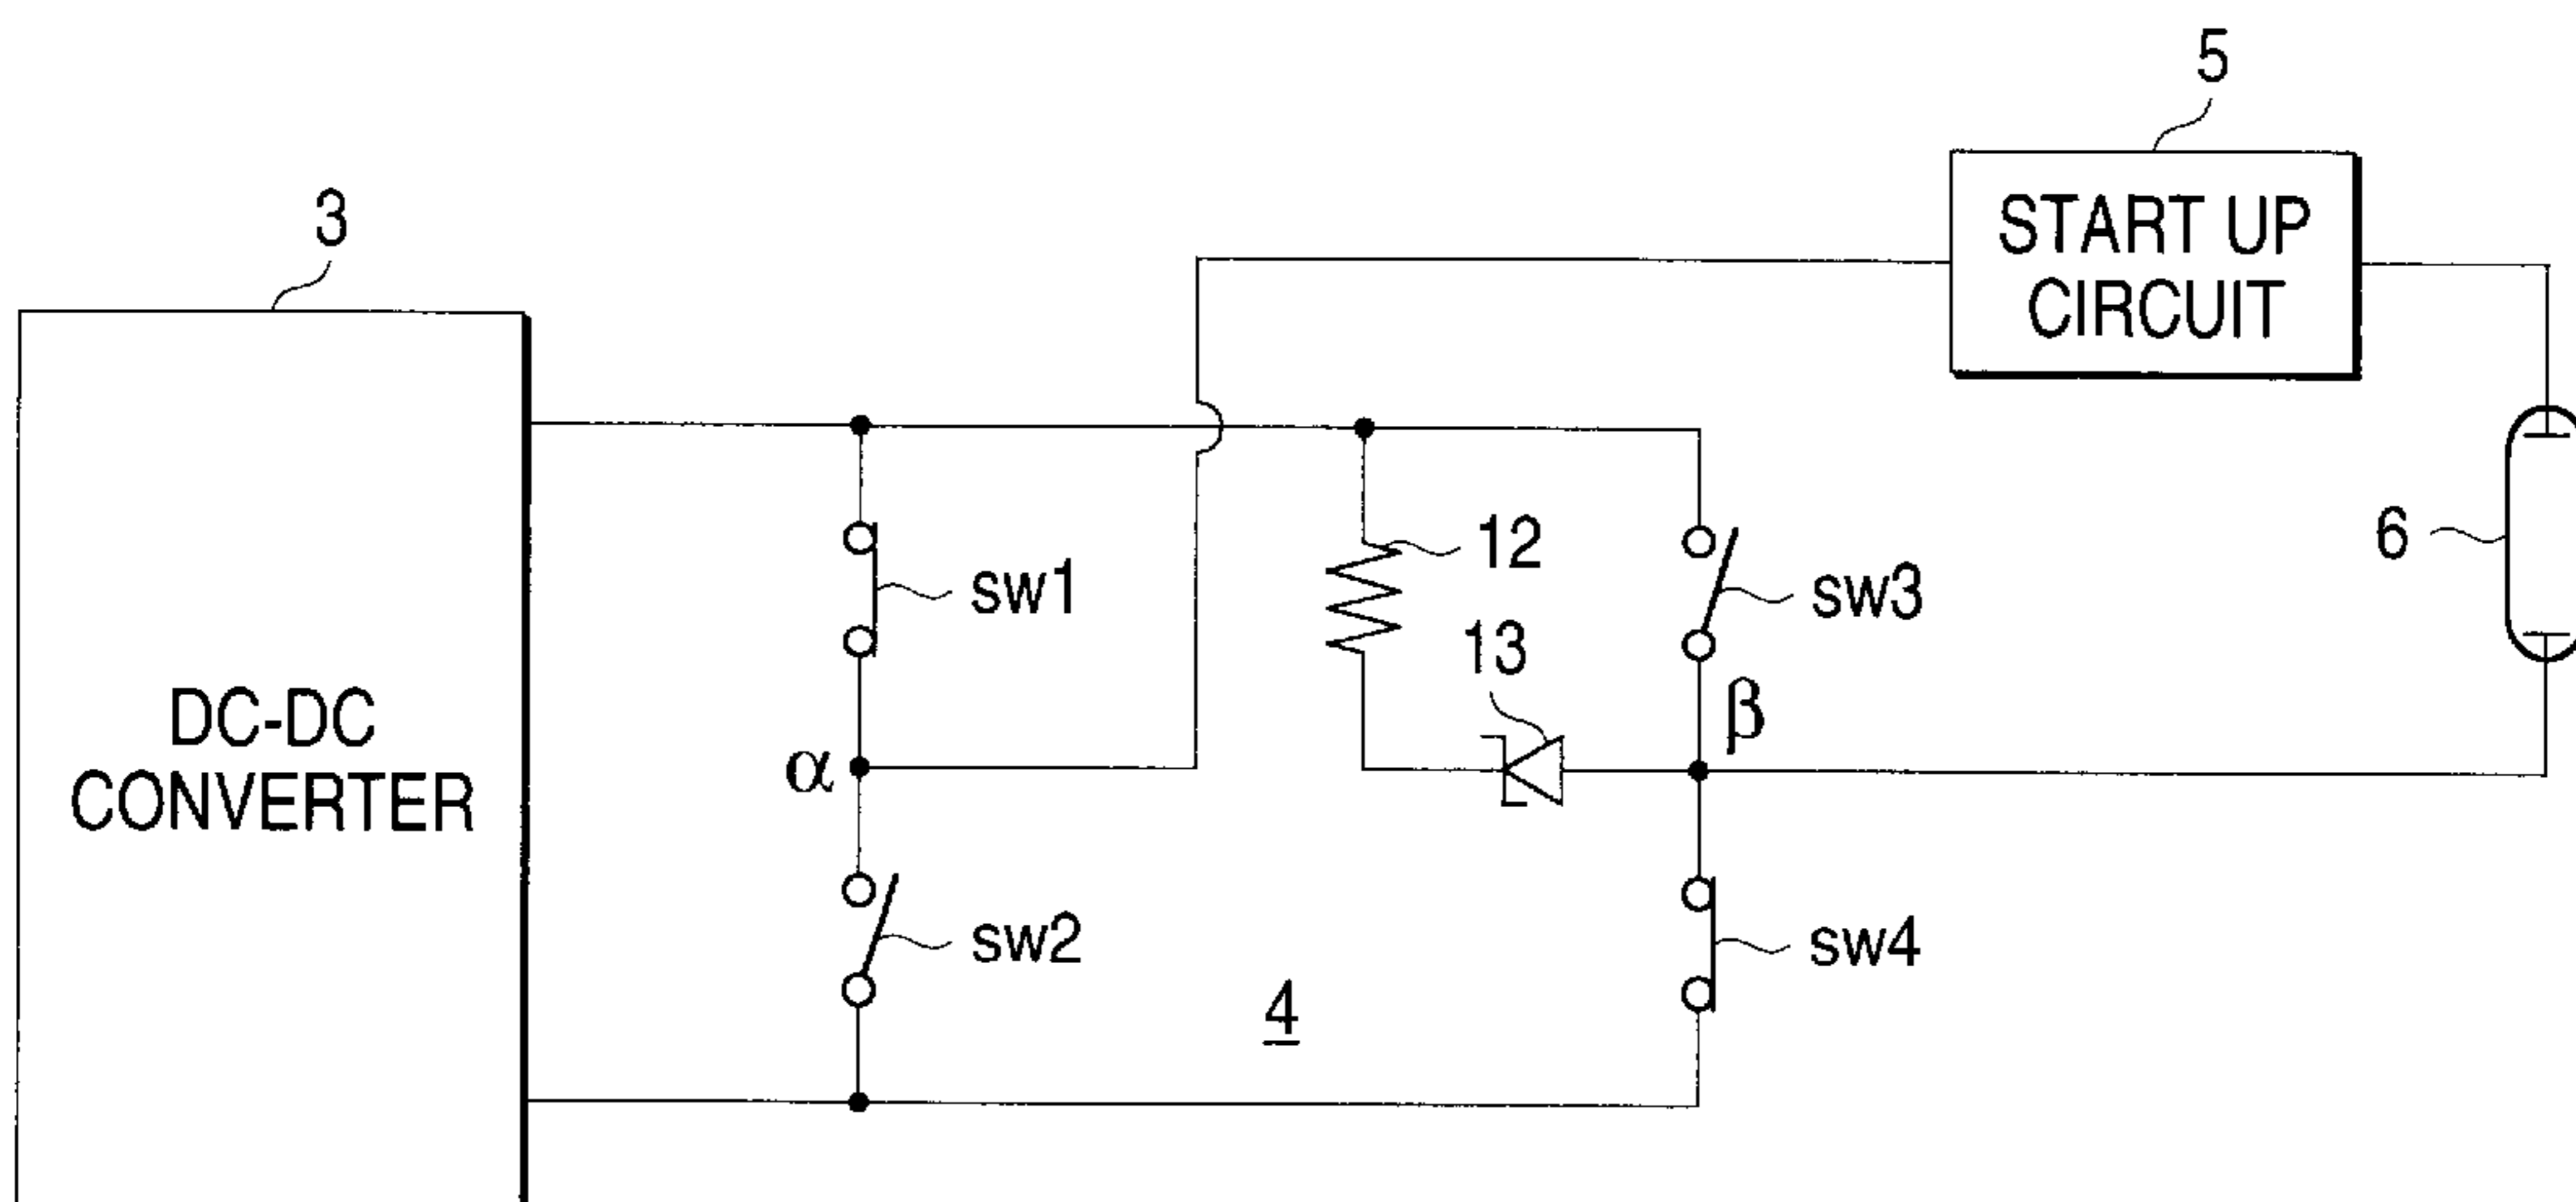 5
START UP
CIRCUIT
3
12
6
sw1
sw3
13
β
DC-DC
CONVERTER
α
sw2
sw4
4